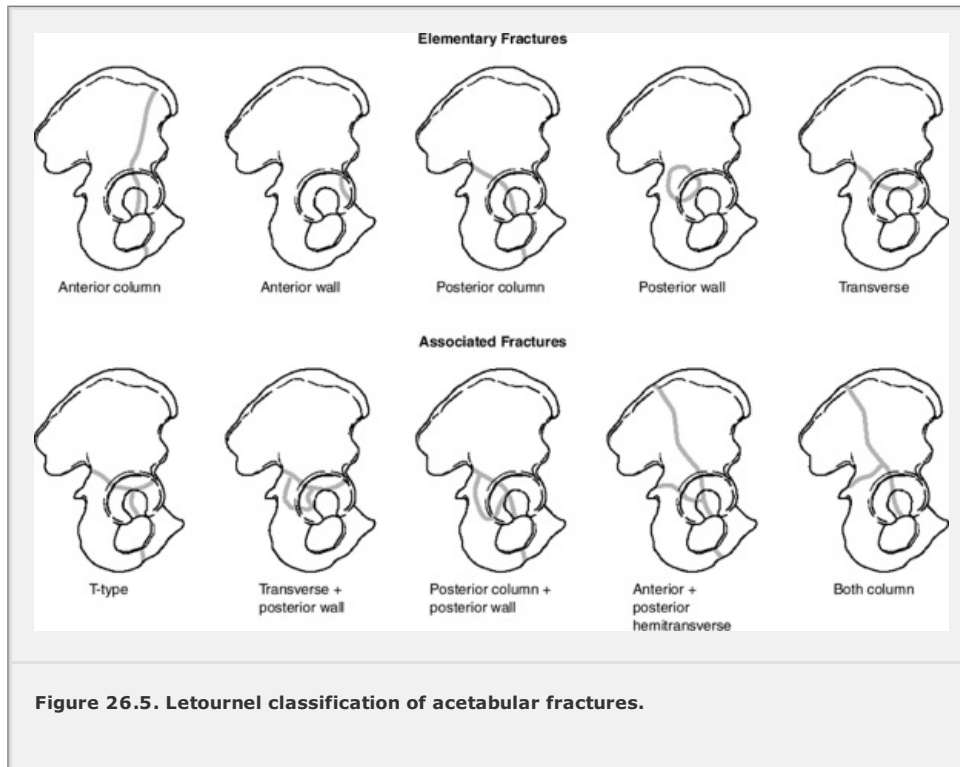 Elementary Fractures
Anterior column
Anterior wall
Posterior column
Posterior wall
Transverse
Associated Fractures
T-type
Transverse +
posterior wall
Posterior column +
posterior wall
Anterior +
posterior
hemitransverse
Both column
Figure 26.5. Letournel classification of acetabular fractures.